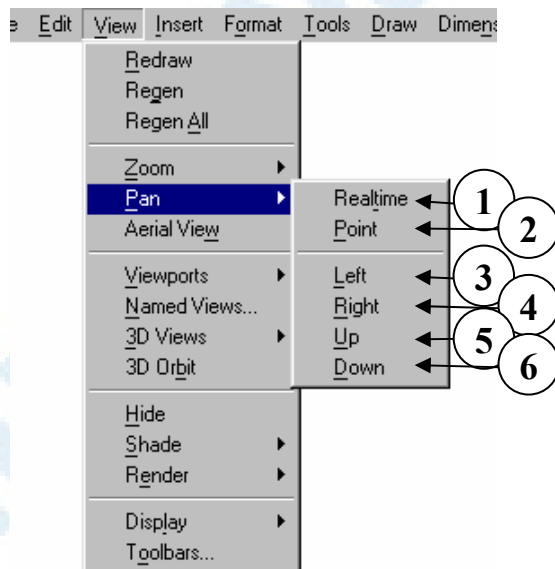 Edit View Insert Format Tools Draw
Redraw
Regen
Regen All
Zoom
Pan
Aerial View
Viewports
Named Views...
3D Views
3D Orbit
Hide
Shade
Render
Display
Toolbars...
Realtime 1
Point 2
Left 3
Right 4
Up 5
Down 6